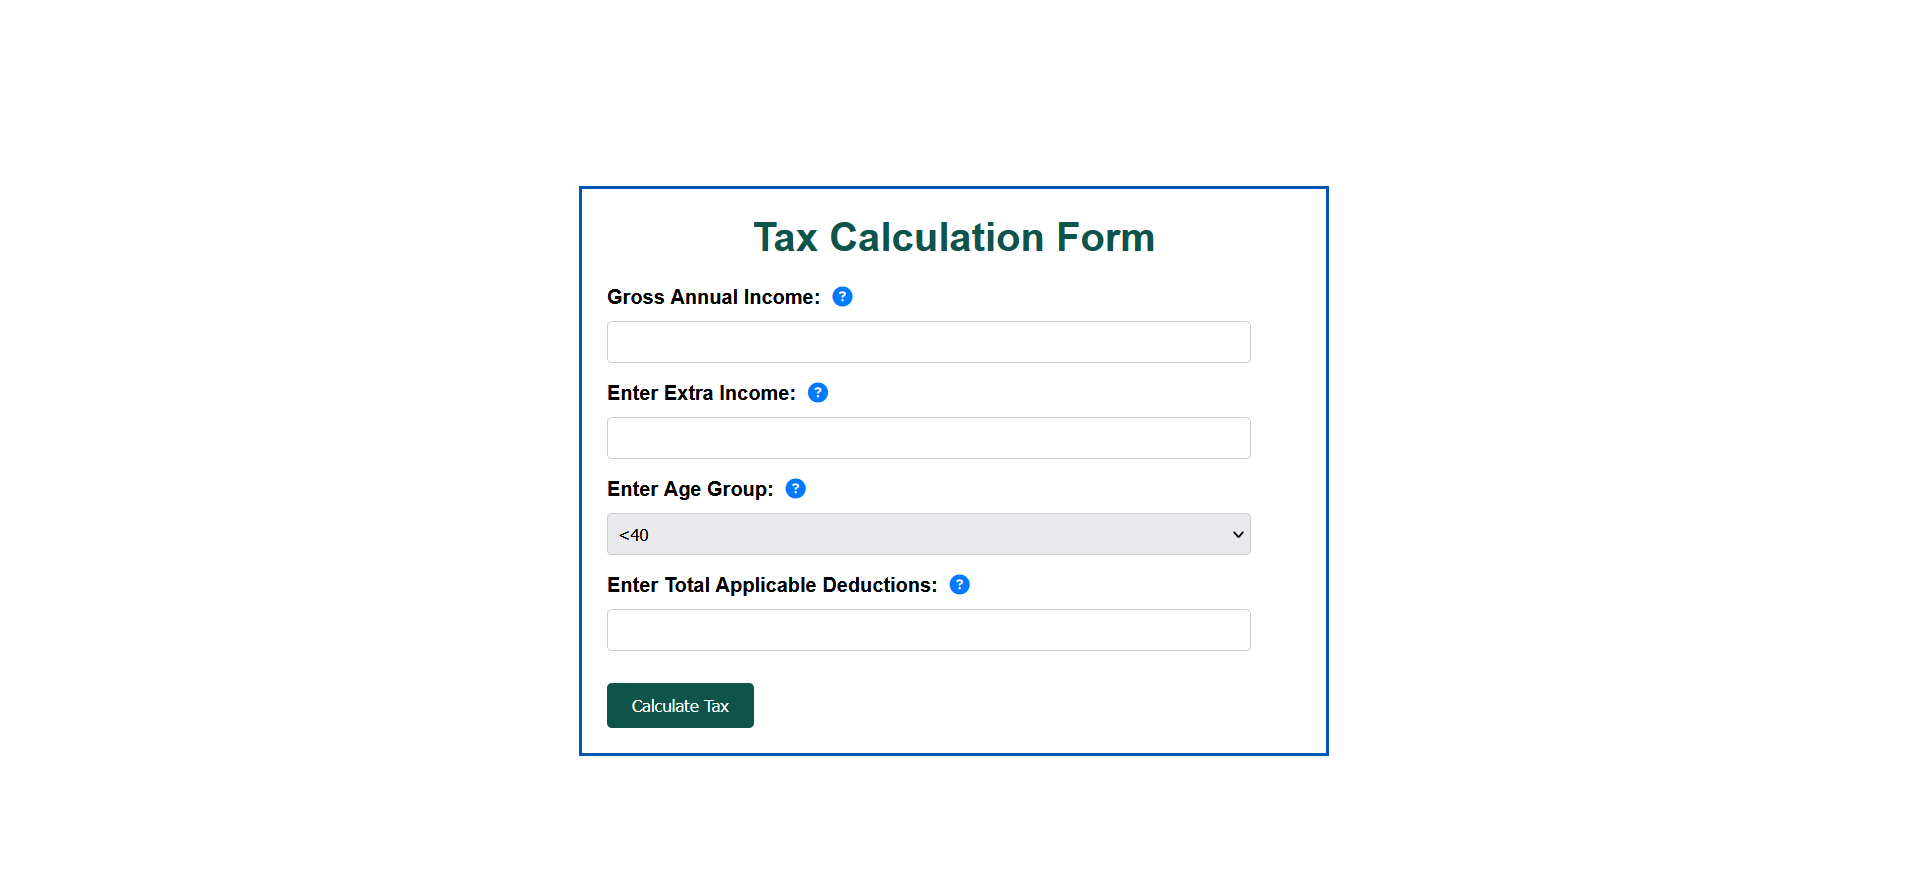 Tax Calculation Form
Gross Annual Income: ?
Enter Extra Income: ?
Enter Age Group: ?
<40
Enter Total Applicable Deductions: ?
Calculate Tax